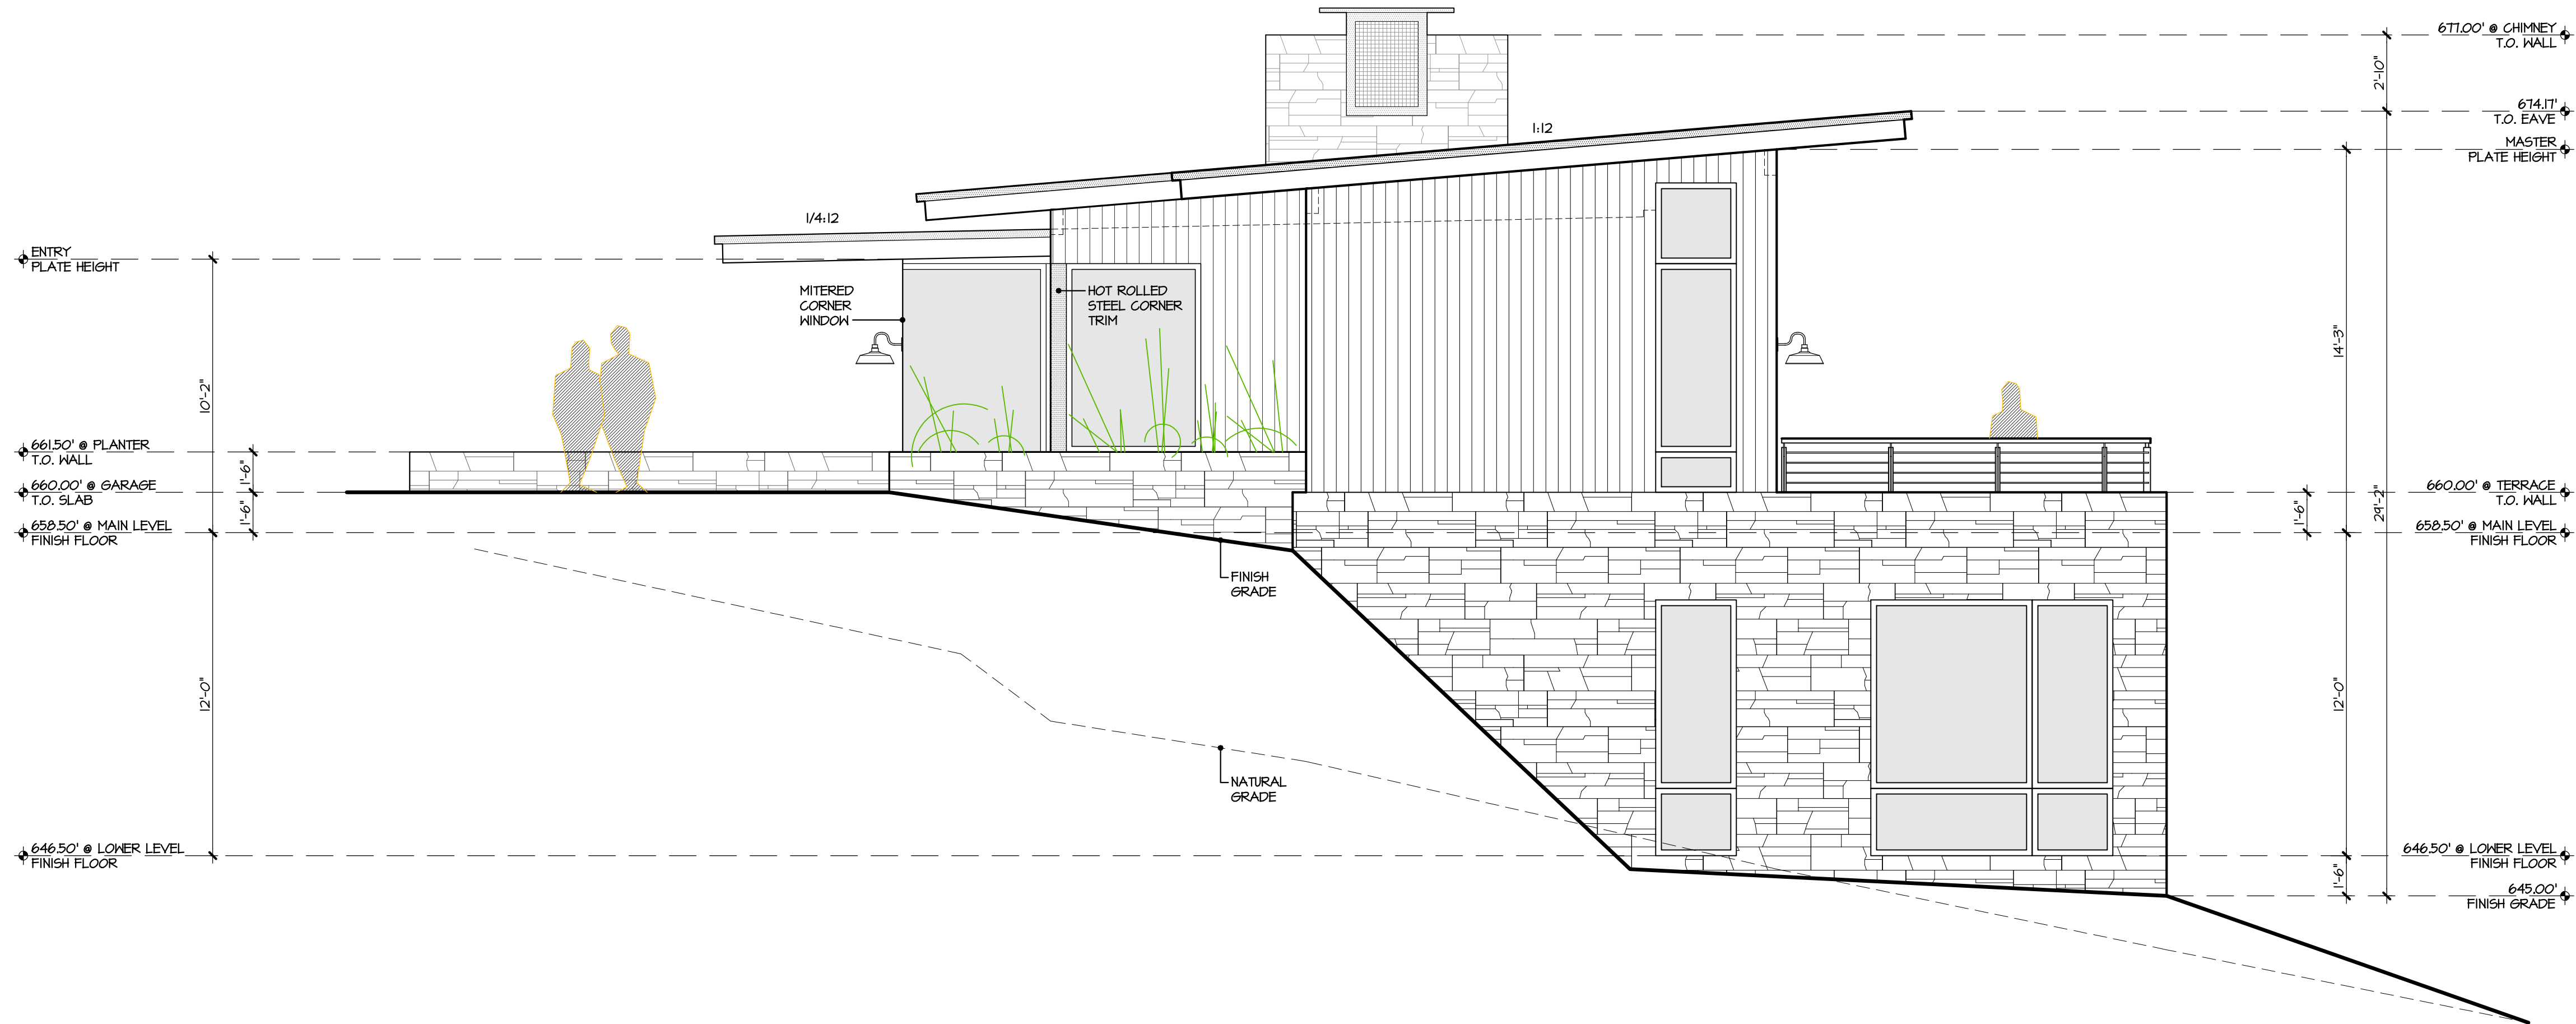 677.00' @ CHIMNEY
T.O. WALL
2'-10"
674.17'
T.O. EAVE
1:12
MASTER
PLATE HEIGHT
1/4:12
ENTRY
PLATE HEIGHT
MITERED
CORNER
WINDOW
HOT ROLLED
STEEL CORNER
TRIM
14'-3"
10'-2"
661.50' @ PLANTER
T.O. WALL
1'-6"
660.00' @ GARAGE
T.O. SLAB
1'-6"
658.50' @ MAIN LEVEL
FINISH FLOOR
660.00' @ TERRACE
T.O. WALL
1'-6"
29'-2"
658.50' @ MAIN LEVEL
FINISH FLOOR
FINISH
GRADE
12'-0"
12'-0"
NATURAL
GRADE
646.50' @ LOWER LEVEL
FINISH FLOOR
646.50' @ LOWER LEVEL
FINISH FLOOR
1'-6"
645.00'
FINISH GRADE